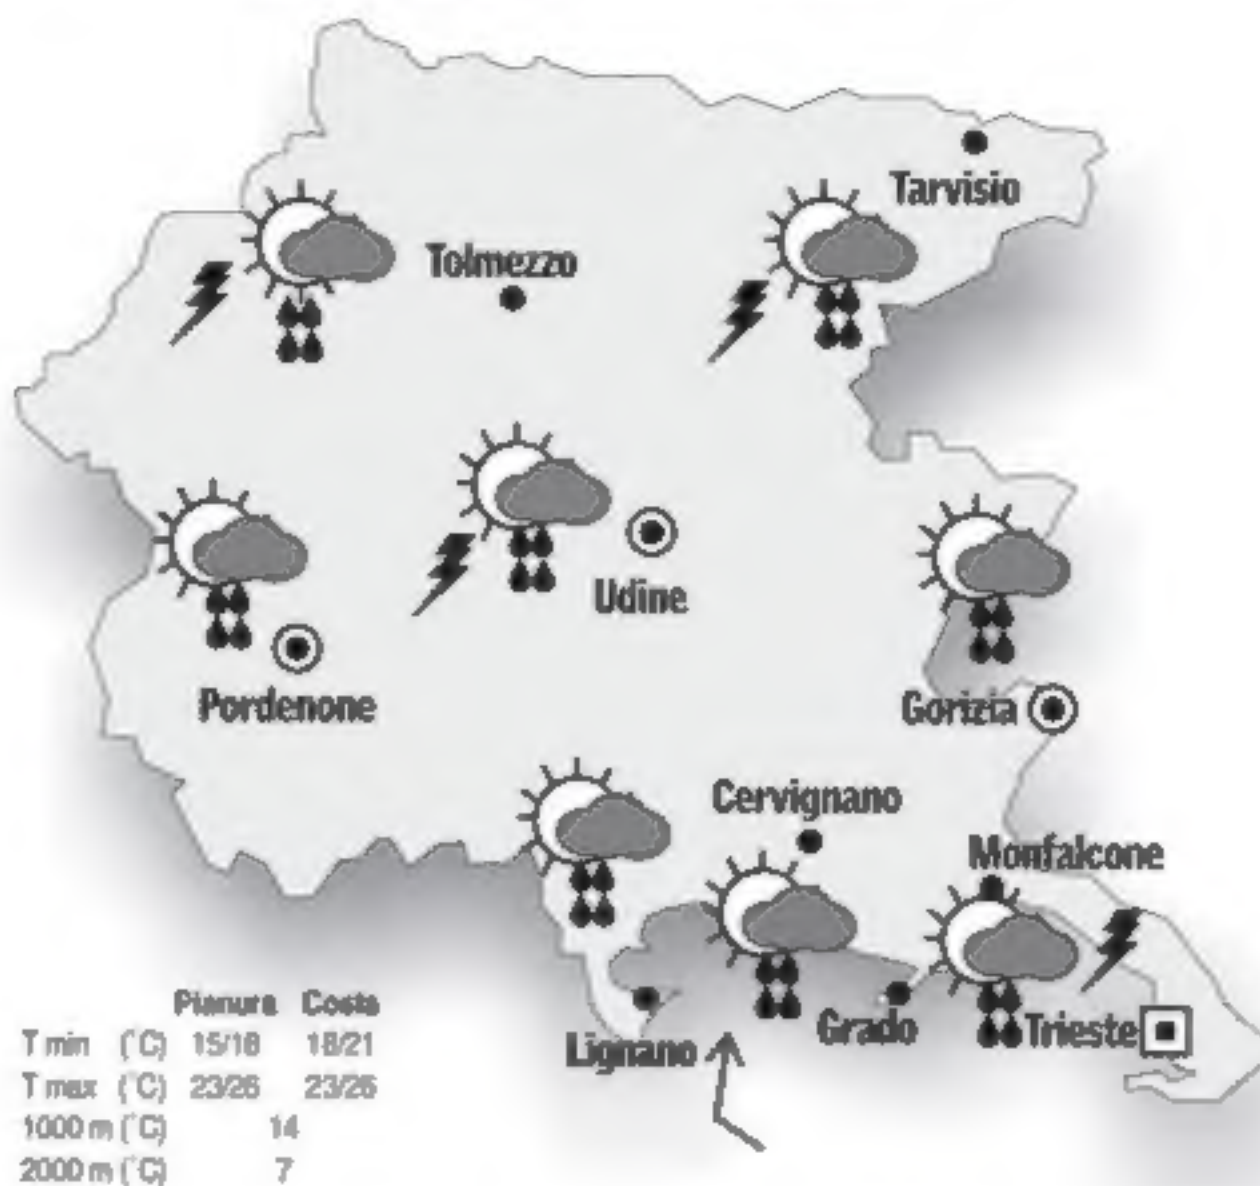 Tarvisio
Tolmezzo
Udine
Pordenone
Gorizia
Cervignano
Monfalcone
Grado
Trieste
Lignano
Pianura Costa
T min (°C) 15/18 18/21
T max (°C) 23/26 23/26
1000 m (°C) 14
2000 m (°C) 7